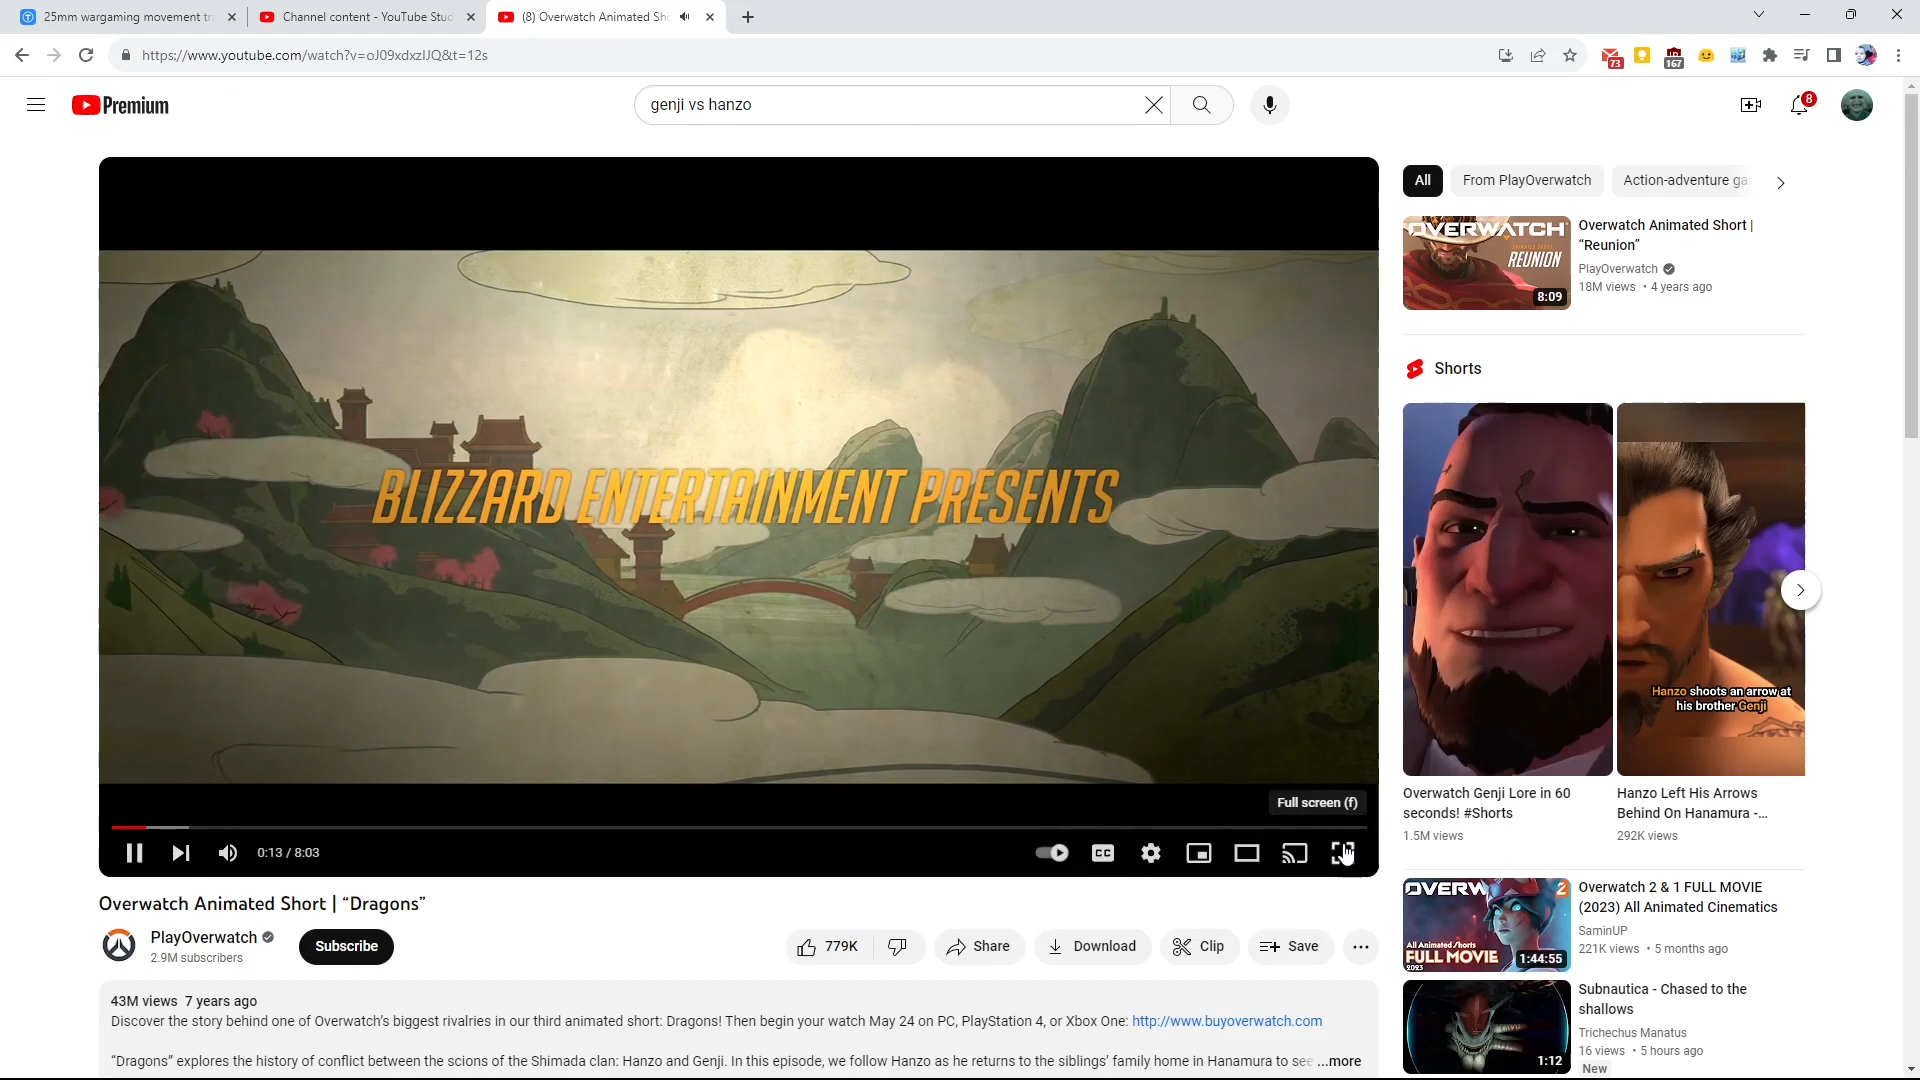 25mm wargaming movement tr
Channel content - YouTube Stud
(8) Overwatch Animated Sho
https://www.youtube.com/watch?v=oJ09xdxzlJQ&t=12s
73
167
Premium
genji vs hanzo
8
BLIZZARD ENTERTAINMENT PRESENTS
Full screen (f)
0:13 / 8:03
CC
Overwatch Animated Short | “Dragons”
PlayOverwatch
2.9M subscribers
Subscribe
779K
Share
Download
Clip
Save
43M views 7 years ago
Discover the story behind one of Overwatch’s biggest rivalries in our third animated short: Dragons! Then begin your watch May 24 on PC, PlayStation 4, or Xbox One: http://www.buyoverwatch.com
“Dragons” explores the history of conflict between the scions of the Shimada clan: Hanzo and Genji. In this episode, we follow Hanzo as he returns to the siblings’ family home in Hanamura to see ...more
All
From PlayOverwatch
Action-adventure ga
OVERWATCH
ANIMATED SHORT
REUNION
8:09
Overwatch Animated Short |
“Reunion”
PlayOverwatch
18M views • 4 years ago
Shorts
Hanzo shoots an arrow at
his brother Genji
Overwatch Genji Lore in 60
seconds! #Shorts
1.5M views
Hanzo Left His Arrows
Behind On Hanamura -...
292K views
OVERW 2
All Animated Shorts
FULL MOVIE
2023
1:44:55
Overwatch 2 & 1 FULL MOVIE
(2023) All Animated Cinematics
SaminUP
221K views • 5 months ago
1:12
Subnautica - Chased to the
shallows
Trichechus Manatus
16 views • 5 hours ago
New